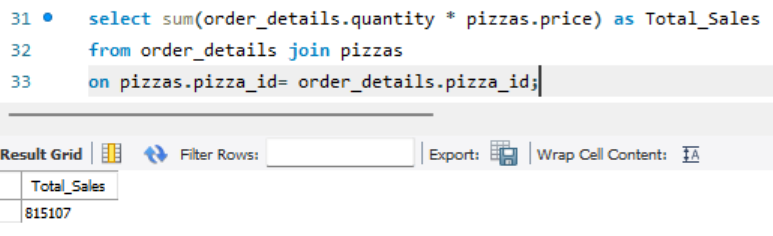 31 select sum(order_details.quantity * pizzas.price) as Total_Sales
32 from order_details join pizzas
33 on pizzas.pizza_id= order_details.pizza_id;
Result Grid Filter Rows: Export: Wrap Cell Content: IA
Total_Sales
815107